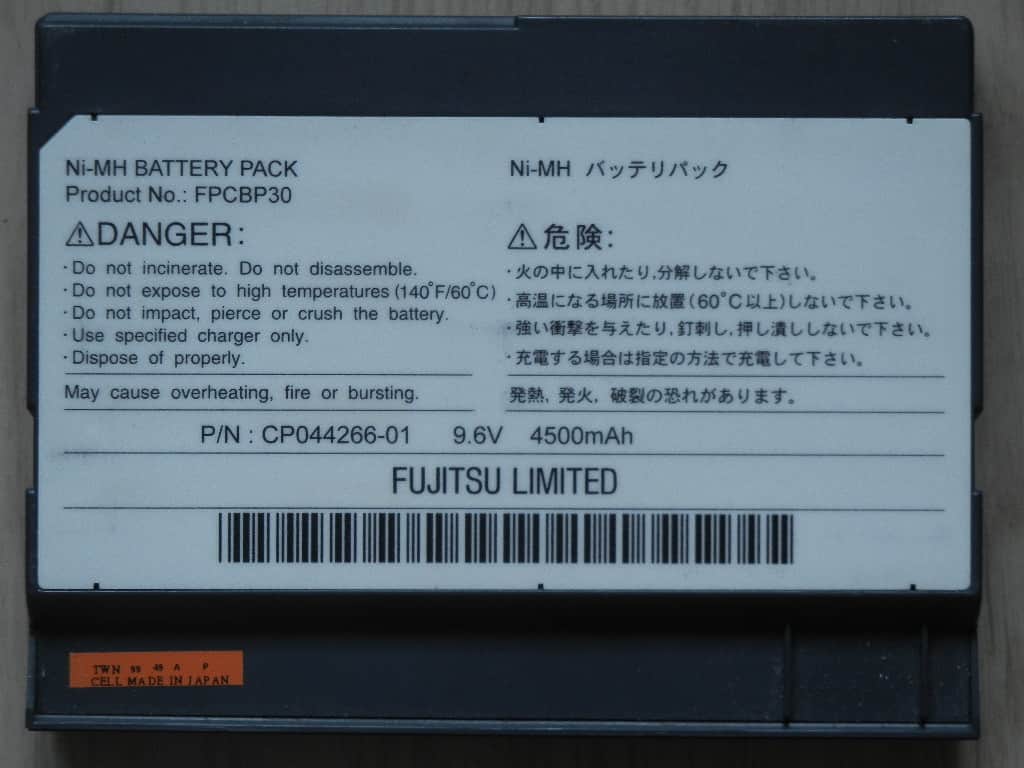 Ni-MH BATTERY PACK
Product No.: FPCBP30
⚠DANGER:
·Do not incinerate. Do not disassemble.
·Do not expose to high temperatures (140°F/60°C)
·Do not impact, pierce or crush the battery.
·Use specified charger only.
·Dispose of properly.
May cause overheating, fire or bursting.
Ni-MH バッテリパック
⚠危険:
·火の中に入れたり,分解しないで下さい。
·高温になる場所に放置(60°C以上)しないで下さい。
·強い衝撃を与えたり,釘刺し,押し潰ししないで下さい。
·充電する場合は指定の方法で充電して下さい。
発熱, 発火, 破裂の恐れがあります。
P/N : CP044266-01 9.6V 4500mAh
FUJITSU LIMITED
TWN 99 49 A P
CELL MADE IN JAPAN